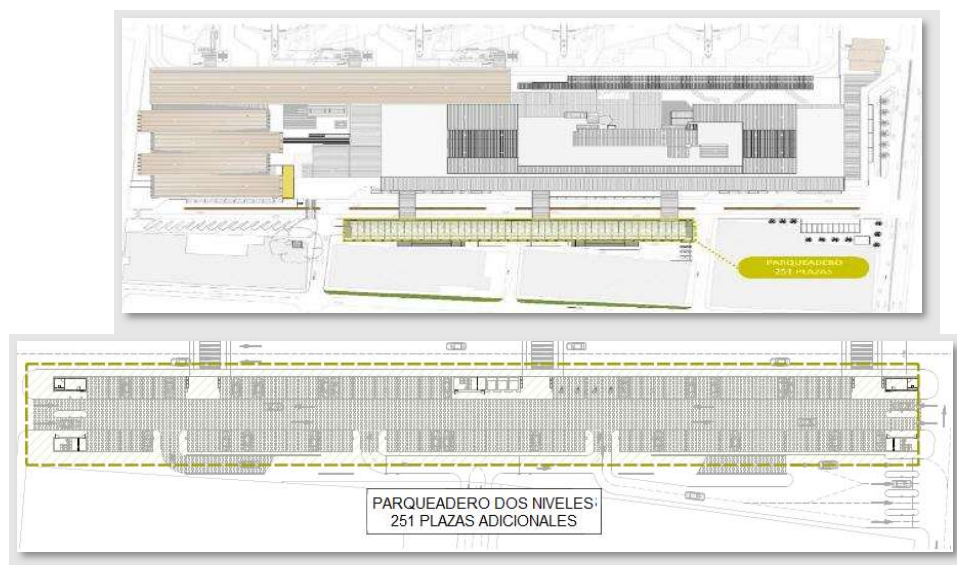 PARQUEADERO
251 PLAZAS
PARQUEADERO DOS NIVELES
251 PLAZAS ADICIONALES